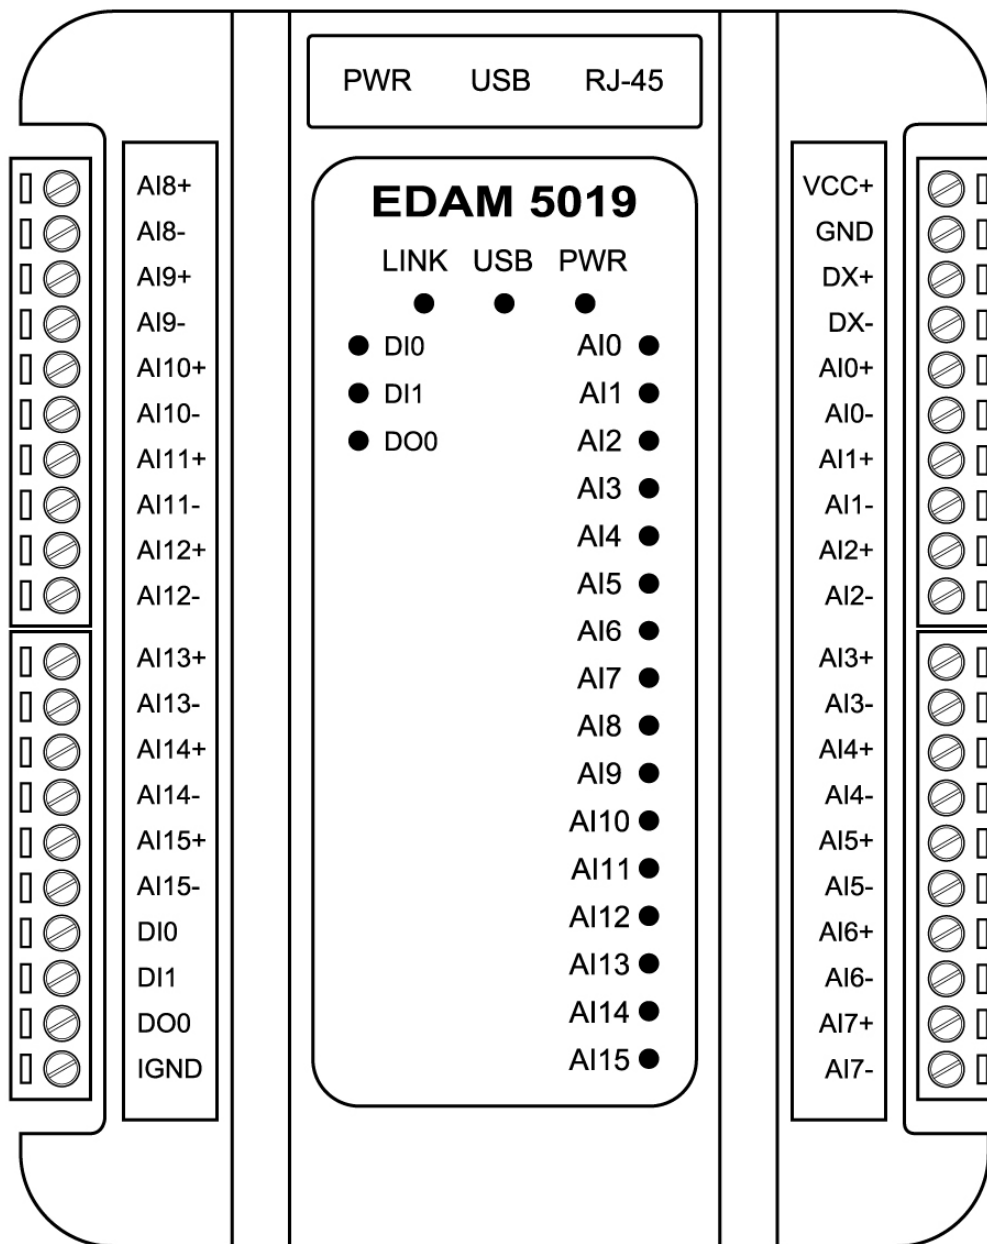 PWR USB RJ-45
EDAM 5019
LINK USB PWR
DI0
DI1
DO0
AI0
AI1
AI2
AI3
AI4
AI5
AI6
AI7
AI8
AI9
AI10
AI11
AI12
AI13
AI14
AI15
AI8+
AI8-
AI9+
AI9-
AI10+
AI10-
AI11+
AI11-
AI12+
AI12-
AI13+
AI13-
AI14+
AI14-
AI15+
AI15-
DI0
DI1
DO0
IGND
VCC+
GND
DX+
DX-
AI0+
AI0-
AI1+
AI1-
AI2+
AI2-
AI3+
AI3-
AI4+
AI4-
AI5+
AI5-
AI6+
AI6-
AI7+
AI7-